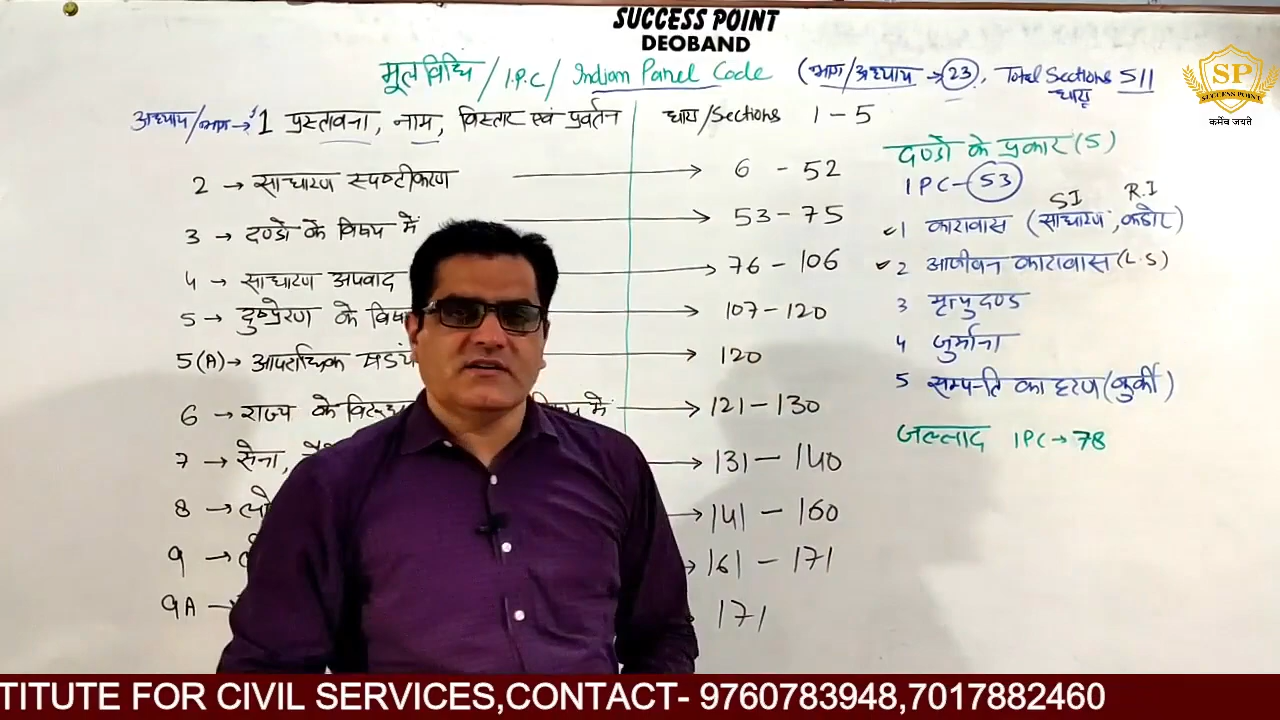 SUCCESS POINT
DEOBAND
मूल विधि / I.P.C / Indian Panel Code (भाग/अध्याय → 23, Total Sections 511
धाराए
SP
SUCCESS POINT
कर्मेव जयते
अध्याय/भाग → 1 प्रस्तावना, नाम, विस्तार एवं प्रवर्तन धारा/Sections 1 - 5
2 → साधारण स्पष्टीकरण → 6 - 52
3 → दण्डो के विषय में → 53 - 75
4 → साधारण अपवाद → 76 - 106
5 → दुष्प्रेरण के विषय → 107 - 120
5(A) → आपराधिक षडयं → 120
6 → राज्य के विरूध विषय में → 121 - 130
7 → सेना, → 131 - 140
8 → → 141 - 160
9 → → 161 - 171
9A → 171
दण्डो के प्रकार (5)
IPC - 53
SI R.I
1 कारावास (साधारण, कठोर)
2 आजीवन कारावास (L.S)
3 मृत्युदण्ड
4 जुर्माना
5 सम्पत्ति का हरण (कुर्की)
जल्लाद IPC → 78
TITUTE FOR CIVIL SERVICES,CONTACT- 9760783948,7017882460